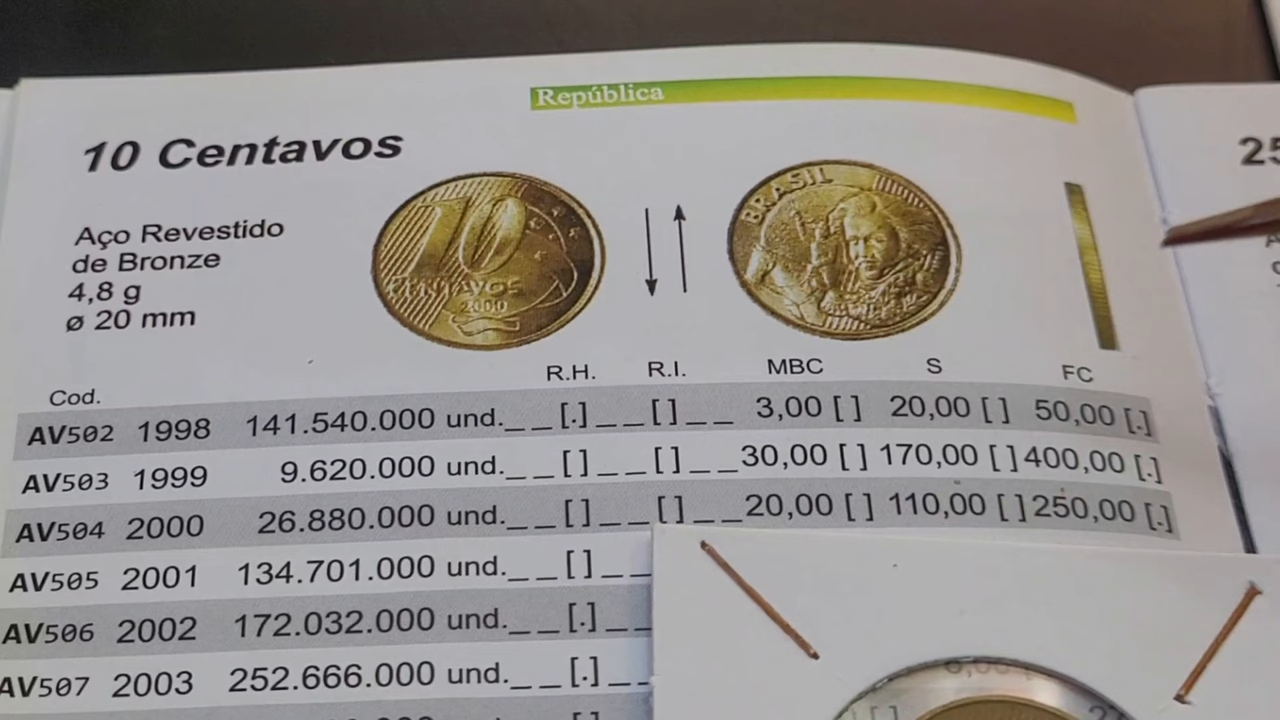 República
10 Centavos
25
Aço Revestido
de Bronze
4,8 g
ø 20 mm
10
CENTAVOS
2000
BRASIL
Cod. R.H. R.I. MBC S FC
AV502 1998 141.540.000 und.__[.]__[ ]__ 3,00 [ ] 20,00 [ ] 50,00 [.]
AV503 1999 9.620.000 und.__[ ]__[ ]__30,00 [ ] 170,00 [ ]400,00 [.]
AV504 2000 26.880.000 und.__[ ]__[ ]__20,00 [ ] 110,00 [ ]250,00 [.]
AV505 2001 134.701.000 und.__[ ]__
AV506 2002 172.032.000 und.__[.]__
AV507 2003 252.666.000 und.__[.]__